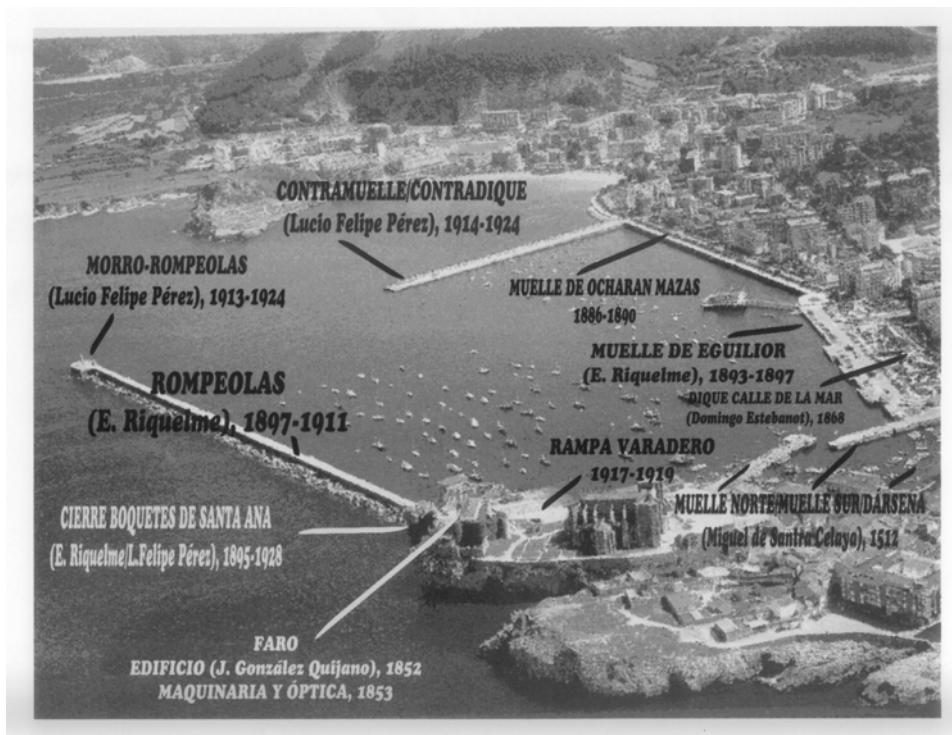 CONTRAMUELLE/CONTRADIQUE
(Lucio Felipe Pérez), 1914-1924
MORRO-ROMPEOLAS
(Lucio Felipe Pérez), 1913-1924
MUELLE DE OCHARAN MAZAS
1886-1890
MUELLE DE EGUILIOR
(E. Riquelme), 1893-1897
ROMPEOLAS
(E. Riquelme), 1897-1911
DIQUE CALLE DE LA MAR
(Domingo Estebanot), 1868
RAMPA VARADERO
1917-1919
MUELLE NORTE/MUELLE SUR/DÁRSENA
(Miguel de Santra Celaya), 1512
CIERRE BOQUETES DE SANTA ANA
(E. Riquelme/L.Felipe Pérez), 1895-1928
FARO
EDIFICIO (J. González Quijano), 1852
MAQUINARIA Y ÓPTICA, 1853